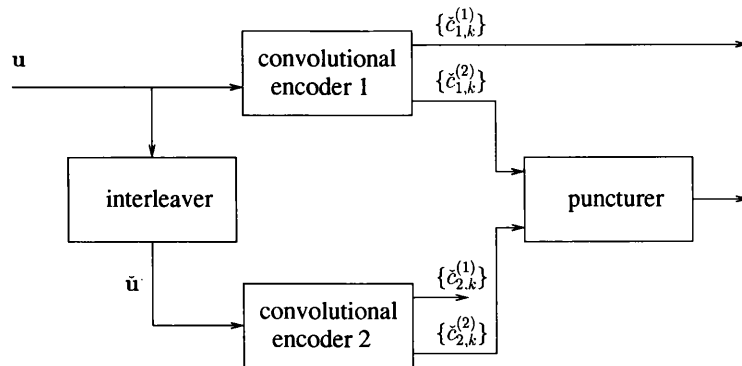 {č_{1,k}^{(1)}}
u
convolutional
encoder 1
{č_{1,k}^{(2)}}
interleaver
puncturer
ǔ
{č_{2,k}^{(1)}}
convolutional
encoder 2
{č_{2,k}^{(2)}}